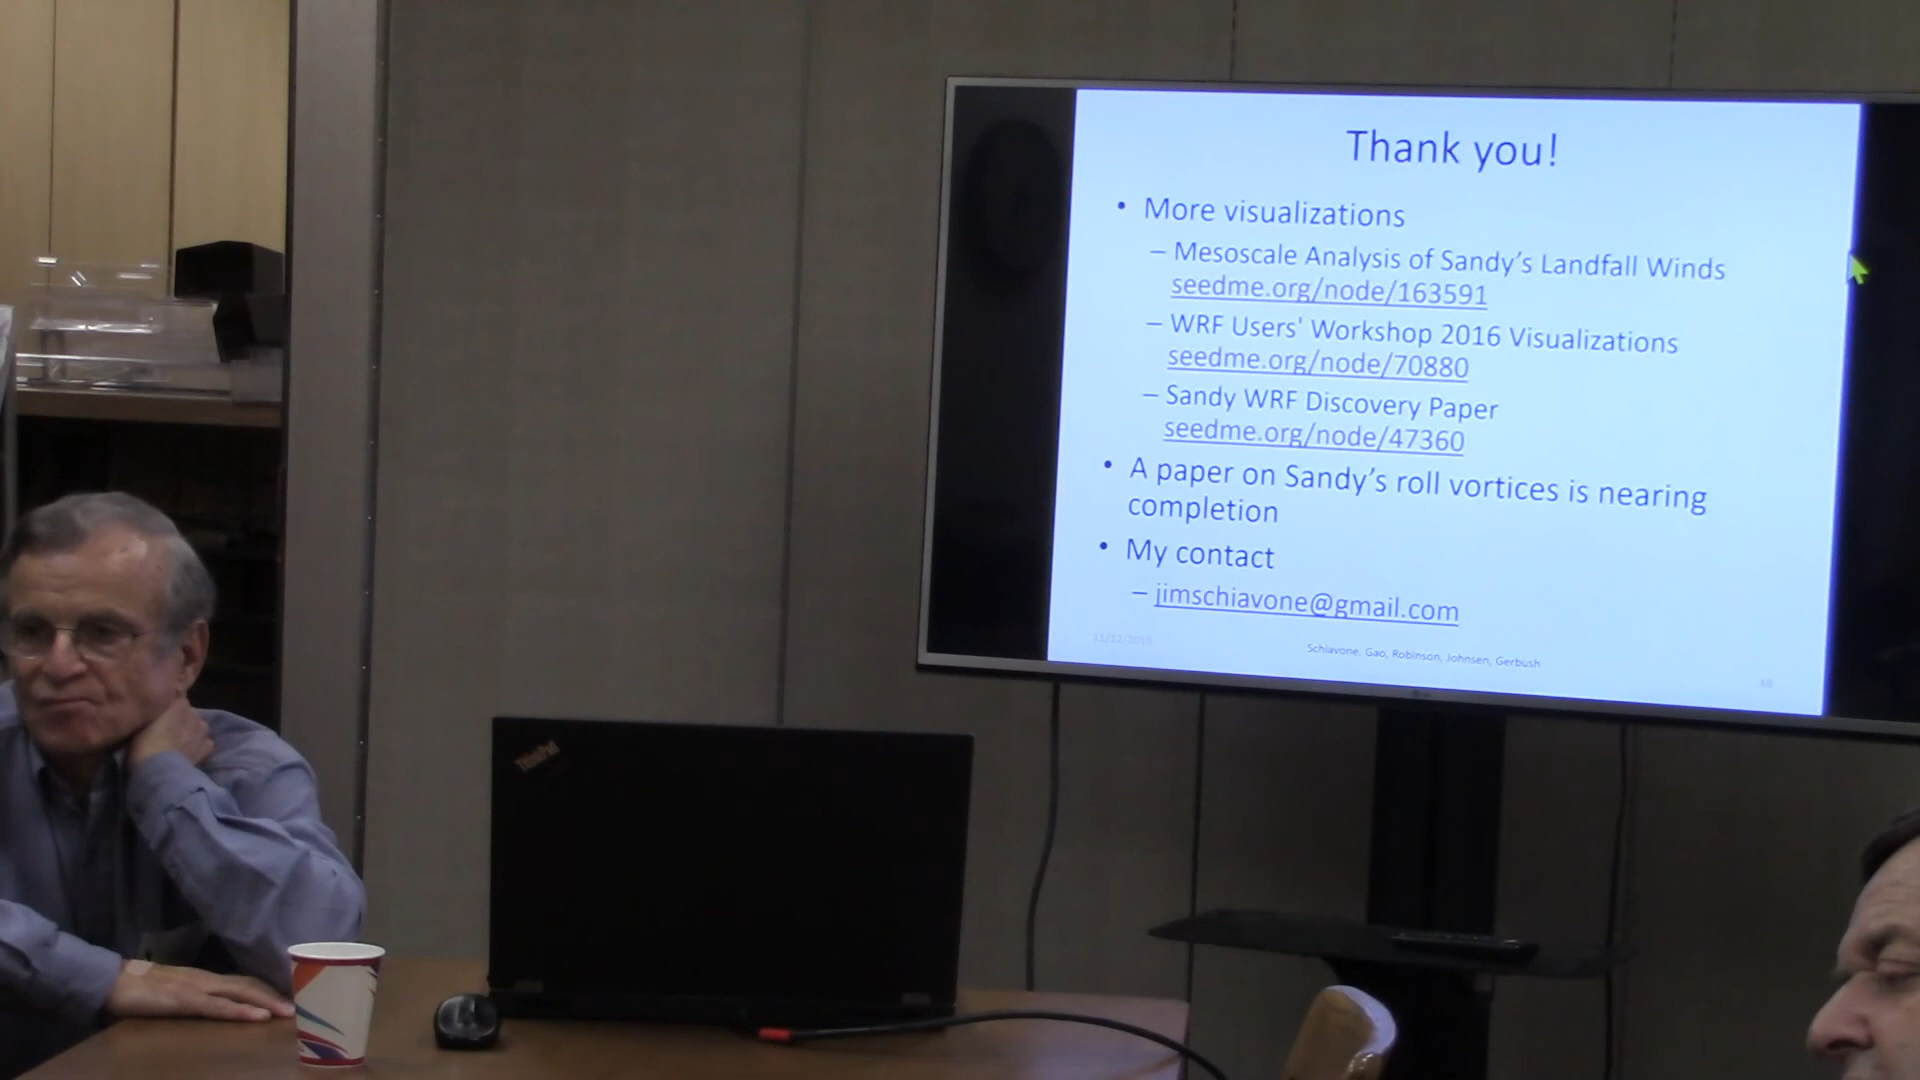 Thank you!
• More visualizations
– Mesoscale Analysis of Sandy's Landfall Winds
seedme.org/node/163591
– WRF Users' Workshop 2016 Visualizations
seedme.org/node/70880
– Sandy WRF Discovery Paper
seedme.org/node/47360
• A paper on Sandy's roll vortices is nearing
completion
• My contact
– jimschiavone@gmail.com
Schiavone, Gao, Robinson, Johnsen, Gerbush
ThinkPad